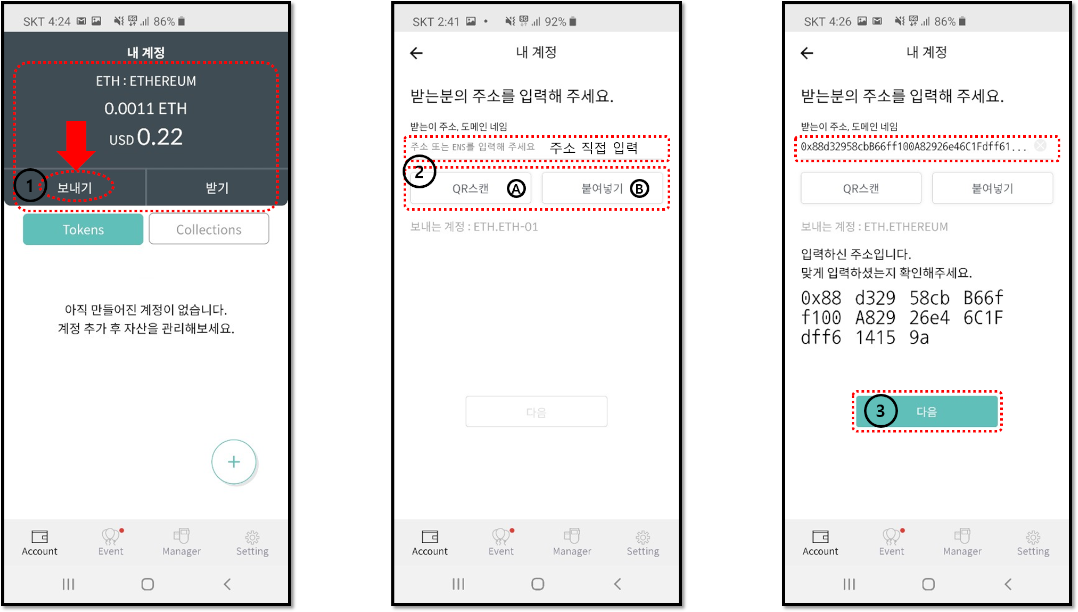 SKT 4:24 86%
내 계정
ETH : ETHEREUM
0.0011 ETH
USD 0.22
1 보내기 받기
Tokens Collections
아직 만들어진 계정이 없습니다.
계정 추가 후 자산을 관리해보세요.
+
Account Event Manager Setting
SKT 2:41 92%
내 계정
받는분의 주소를 입력해 주세요.
받는이 주소, 도메인 네임
주소 또는 ENS를 입력해 주세요 주소 직접 입력
2
QR스캔 A 붙여넣기 B
보내는 계정 : ETH.ETH-01
다음
Account Event Manager Setting
SKT 4:26 86%
내 계정
받는분의 주소를 입력해 주세요.
받는이 주소, 도메인 네임
0x88d32958cbB66ff100A82926e46C1Fdff61...
QR스캔 붙여넣기
보내는 계정 : ETH.ETHEREUM
입력하신 주소입니다.
맞게 입력하셨는지 확인해주세요.
0x88 d329 58cb B66f
f100 A829 26e4 6C1F
dff6 1415 9a
3 다음
Account Event Manager Setting